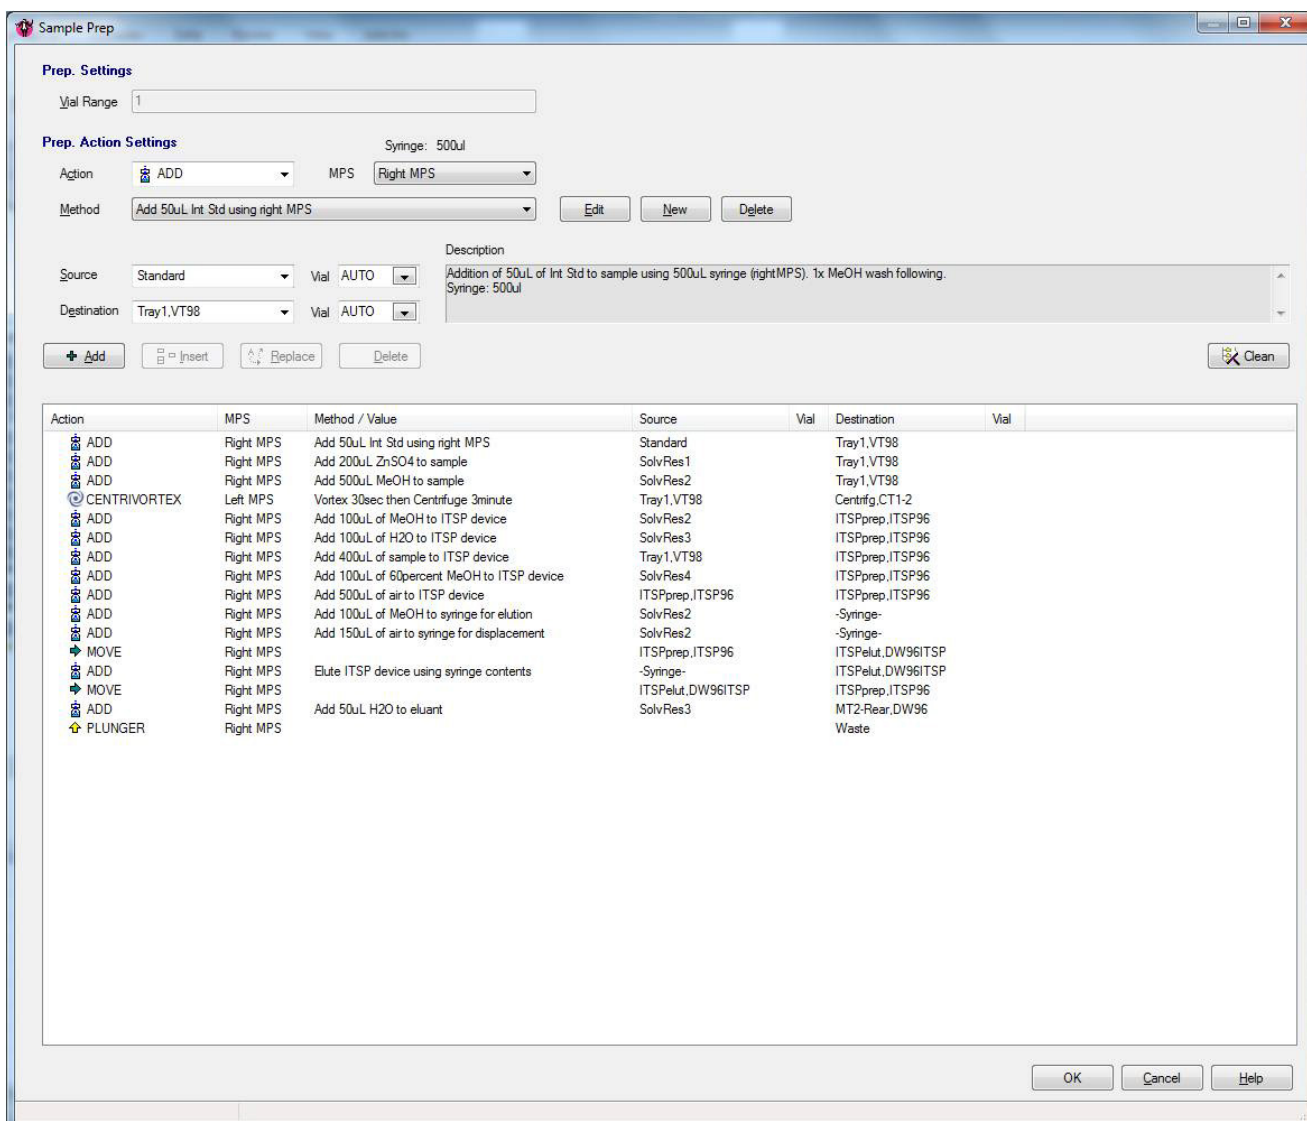 Sample Prep
Prep. Settings
Vial Range 1
Prep. Action Settings
Syringe: 500ul
Action ADD MPS Right MPS
Method Add 50uL Int Std using right MPS Edit New Delete
Description
Source Standard Vial AUTO Addition of 50uL of Int Std to sample using 500uL syringe (rightMPS). 1x MeOH wash following.
Syringe: 500ul
Destination Tray1,VT98 Vial AUTO
Add Insert Replace Delete Clean
Action MPS Method / Value Source Vial Destination Vial
ADD Right MPS Add 50uL Int Std using right MPS Standard Tray1,VT98
ADD Right MPS Add 200uL ZnSO4 to sample SolvRes1 Tray1,VT98
ADD Right MPS Add 500uL MeOH to sample SolvRes2 Tray1,VT98
CENTRIVORTEX Left MPS Vortex 30sec then Centrifuge 3minute Tray1,VT98 Centrifg,CT1-2
ADD Right MPS Add 100uL of MeOH to ITSP device SolvRes2 ITSPprep,ITSP96
ADD Right MPS Add 100uL of H2O to ITSP device SolvRes3 ITSPprep,ITSP96
ADD Right MPS Add 400uL of sample to ITSP device Tray1,VT98 ITSPprep,ITSP96
ADD Right MPS Add 100uL of 60percent MeOH to ITSP device SolvRes4 ITSPprep,ITSP96
ADD Right MPS Add 500uL of air to ITSP device ITSPprep,ITSP96 ITSPprep,ITSP96
ADD Right MPS Add 100uL of MeOH to syringe for elution SolvRes2 -Syringe-
ADD Right MPS Add 150uL of air to syringe for displacement SolvRes2 -Syringe-
MOVE Right MPS ITSPprep,ITSP96 ITSPelut,DW96ITSP
ADD Right MPS Elute ITSP device using syringe contents -Syringe- ITSPelut,DW96ITSP
MOVE Right MPS ITSPelut,DW96ITSP ITSPprep,ITSP96
ADD Right MPS Add 50uL H2O to eluant SolvRes3 MT2-Rear,DW96
PLUNGER Right MPS Waste
OK Cancel Help